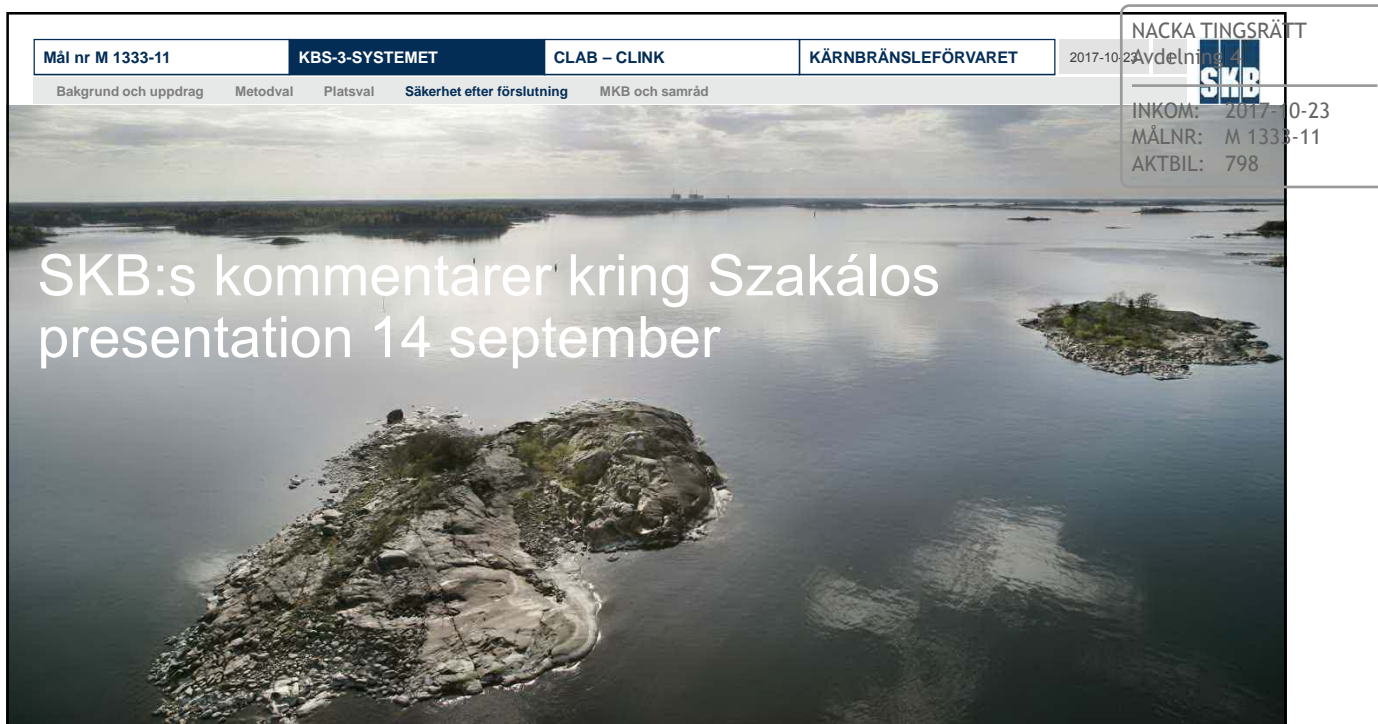 NACKA TINGSRÄTT
Avdelning 4
INKOM: 2017-10-23
MÅLNR: M 1333-11
AKTBIL: 798
Mål nr M 1333-11 KBS-3-SYSTEMET CLAB – CLINK KÄRNBRÄNSLEFÖRVARET 2017-10-23 1 SKB
Bakgrund och uppdrag Metodval Platsval Säkerhet efter förslutning MKB och samråd
SKB:s kommentarer kring Szakálos
presentation 14 september